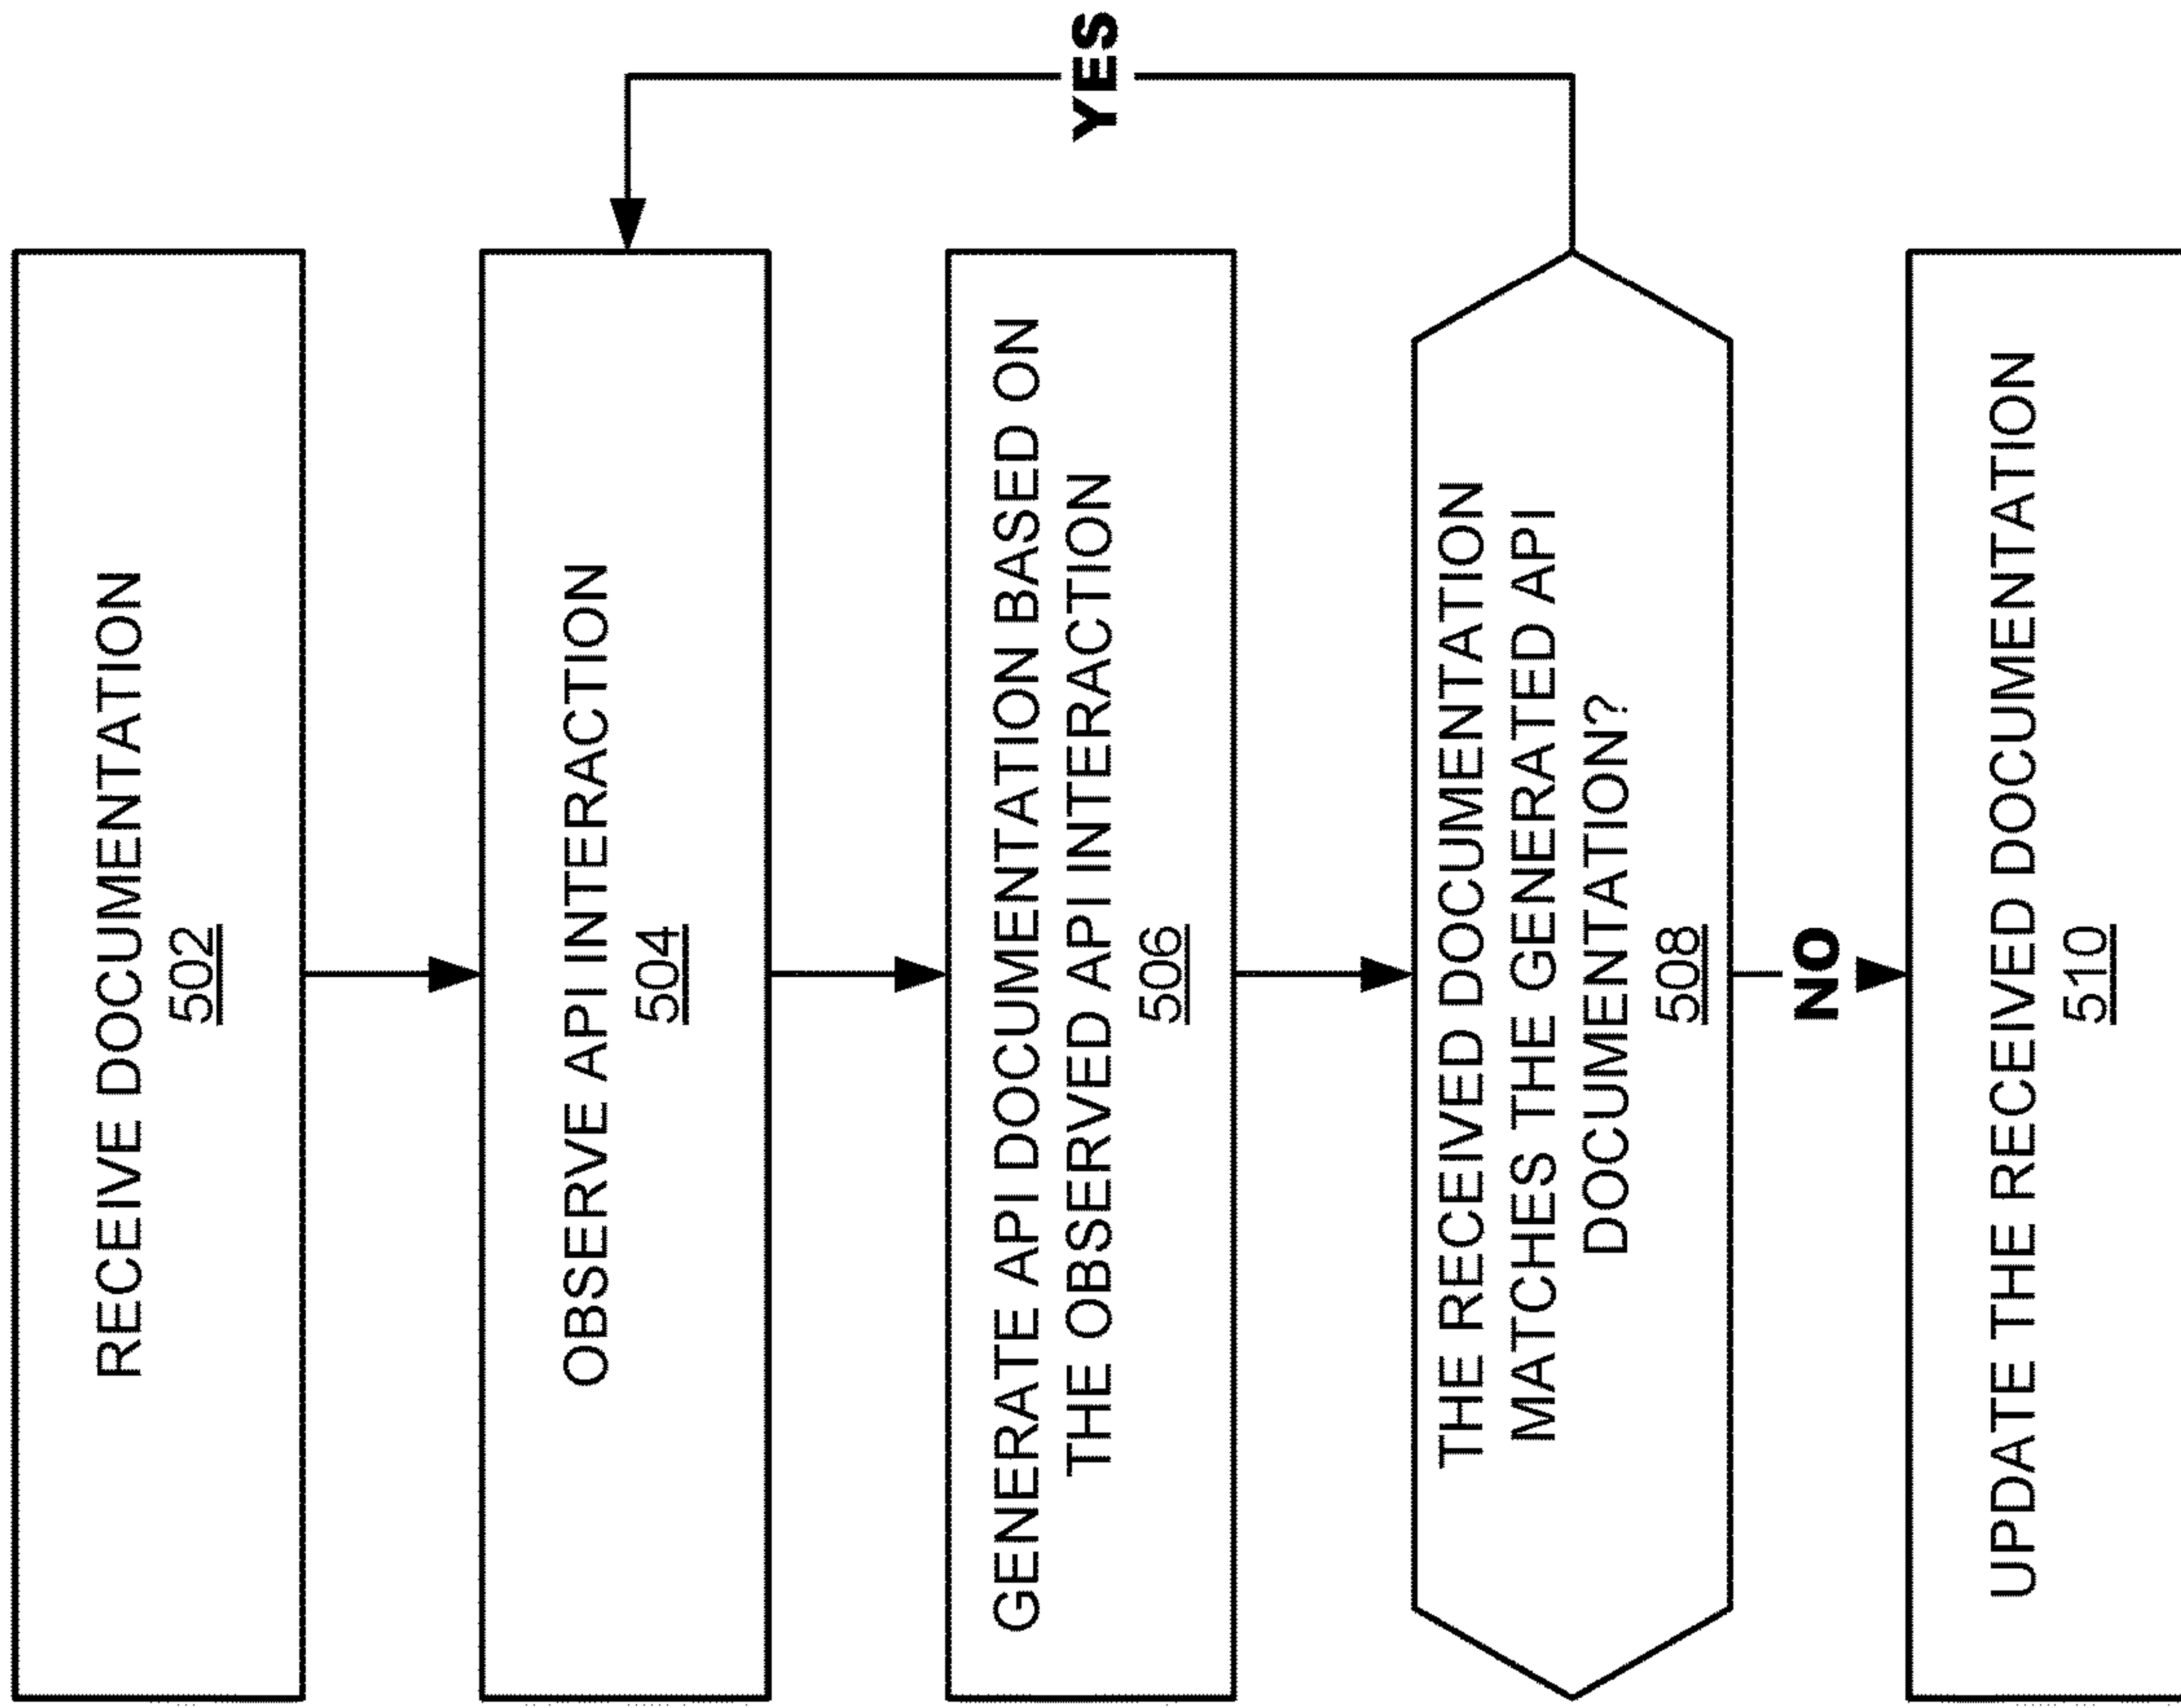 RECEIVE DOCUMENTATION
502
OBSERVE API INTERACTION
504
GENERATE API DOCUMENTATION BASED ON
THE OBSERVED API INTERACTION
506
THE RECEIVED DOCUMENTATION
MATCHES THE GENERATED API
DOCUMENTATION?
508
YES
NO
UPDATE THE RECEIVED DOCUMENTATION
510